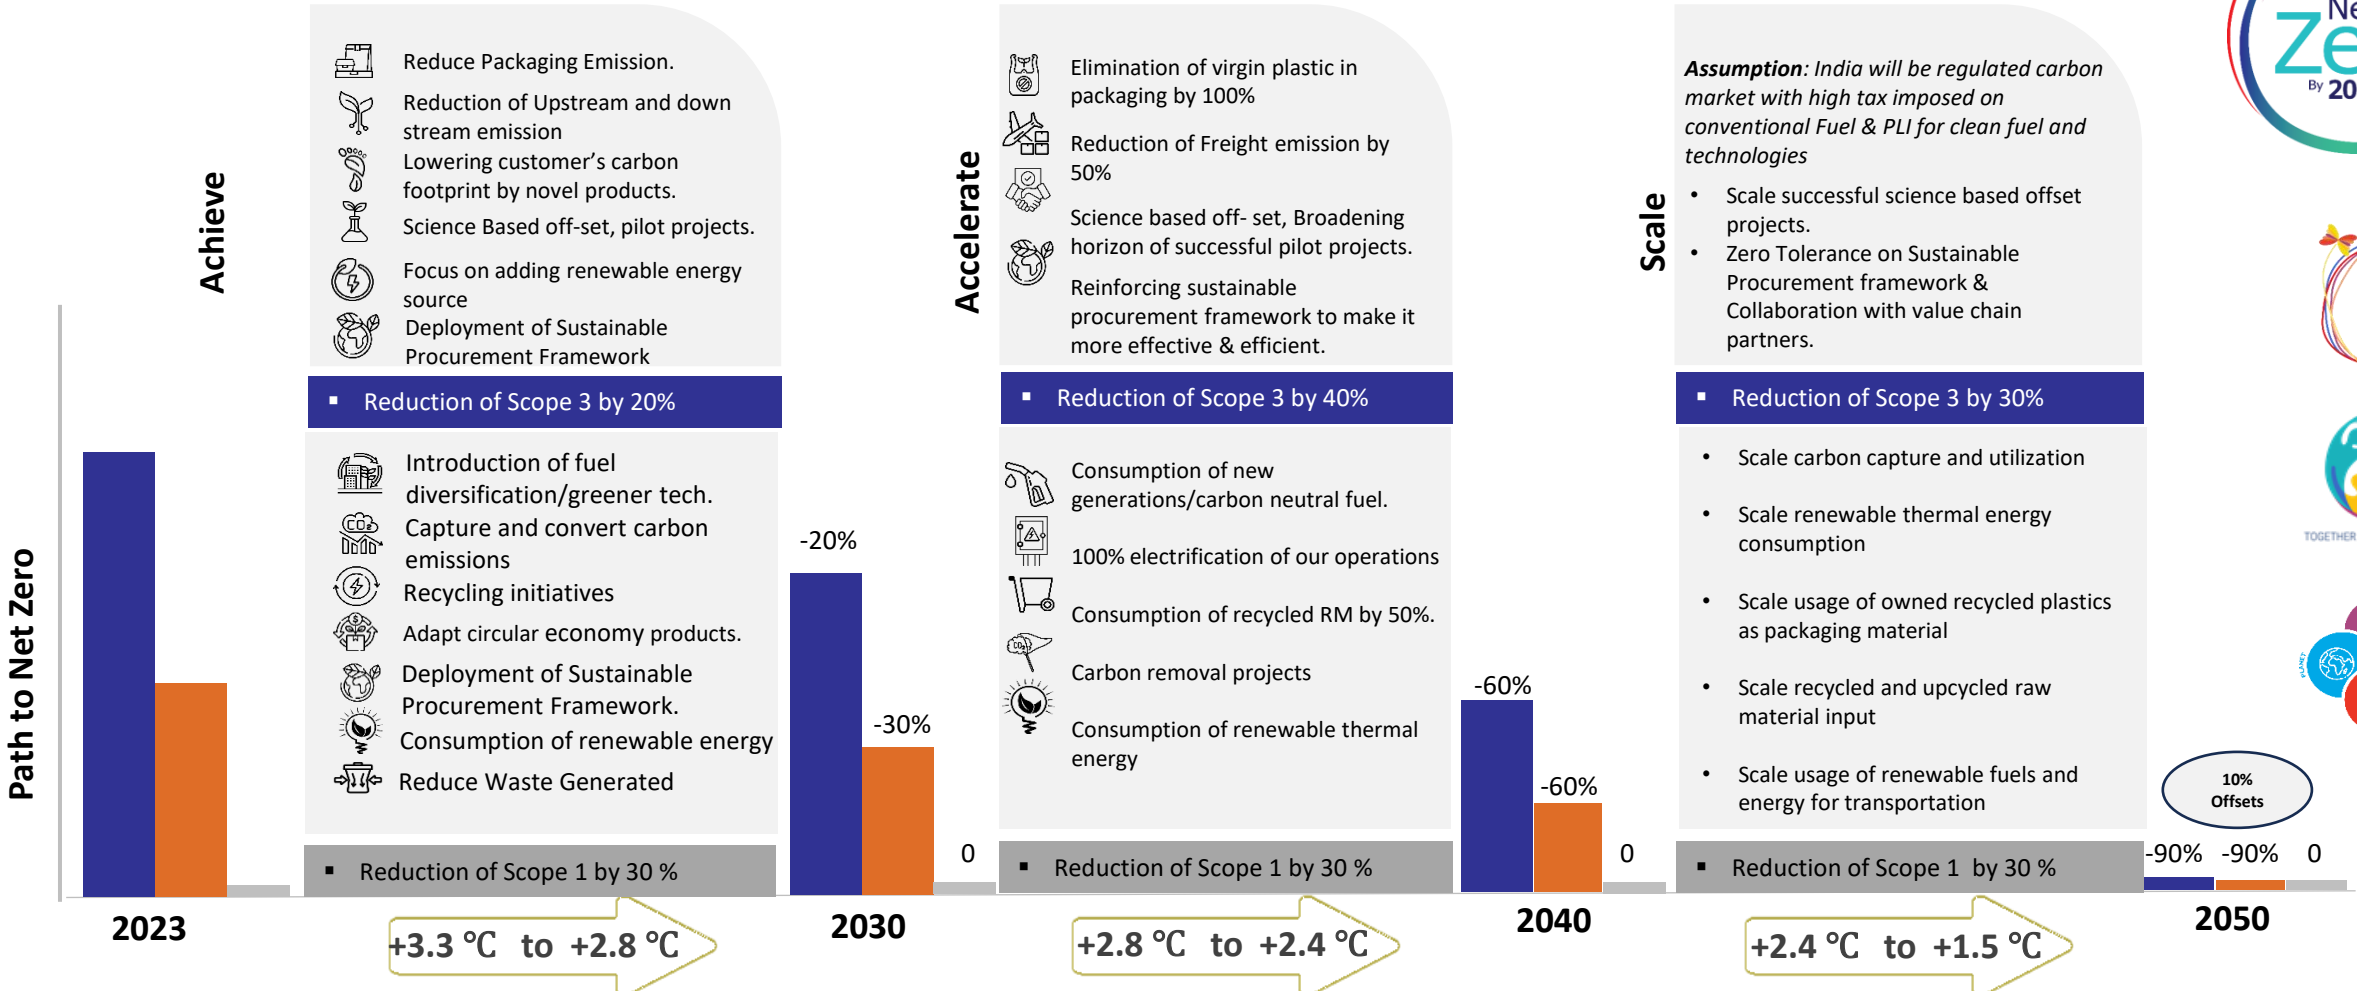 Path to Net Zero
2023
Achieve
Reduce Packaging Emission.
Reduction of Upstream and down
stream emission
Lowering customer’s carbon
footprint by novel products.
Science Based off-set, pilot projects.
Focus on adding renewable energy
source
Deployment of Sustainable
Procurement Framework
▪ Reduction of Scope 3 by 20%
Introduction of fuel
diversification/greener tech.
Capture and convert carbon
emissions
Recycling initiatives
Adapt circular economy products.
Deployment of Sustainable
Procurement Framework.
Consumption of renewable energy
Reduce Waste Generated
▪ Reduction of Scope 1 by 30 %
+3.3 ℃ to +2.8 ℃
-20%
-30%
0
2030
Accelerate
Elimination of virgin plastic in
packaging by 100%
Reduction of Freight emission by
50%
Science based off- set, Broadening
horizon of successful pilot projects.
Reinforcing sustainable
procurement framework to make it
more effective & efficient.
▪ Reduction of Scope 3 by 40%
Consumption of new
generations/carbon neutral fuel.
100% electrification of our operations
Consumption of recycled RM by 50%.
Carbon removal projects
Consumption of renewable thermal
energy
▪ Reduction of Scope 1 by 30 %
+2.8 ℃ to +2.4 ℃
-60%
-60%
0
2040
Scale
Assumption: India will be regulated carbon
market with high tax imposed on
conventional Fuel & PLI for clean fuel and
technologies
• Scale successful science based offset
projects.
• Zero Tolerance on Sustainable
Procurement framework &
Collaboration with value chain
partners.
▪ Reduction of Scope 3 by 30%
• Scale carbon capture and utilization
• Scale renewable thermal energy
consumption
• Scale usage of owned recycled plastics
as packaging material
• Scale recycled and upcycled raw
material input
• Scale usage of renewable fuels and
energy for transportation
▪ Reduction of Scope 1 by 30 %
+2.4 ℃ to +1.5 ℃
10%
Offsets
-90% -90% 0
2050
Ne
Ze
By 20
TOGETHER
PLANET
CO2
CO2